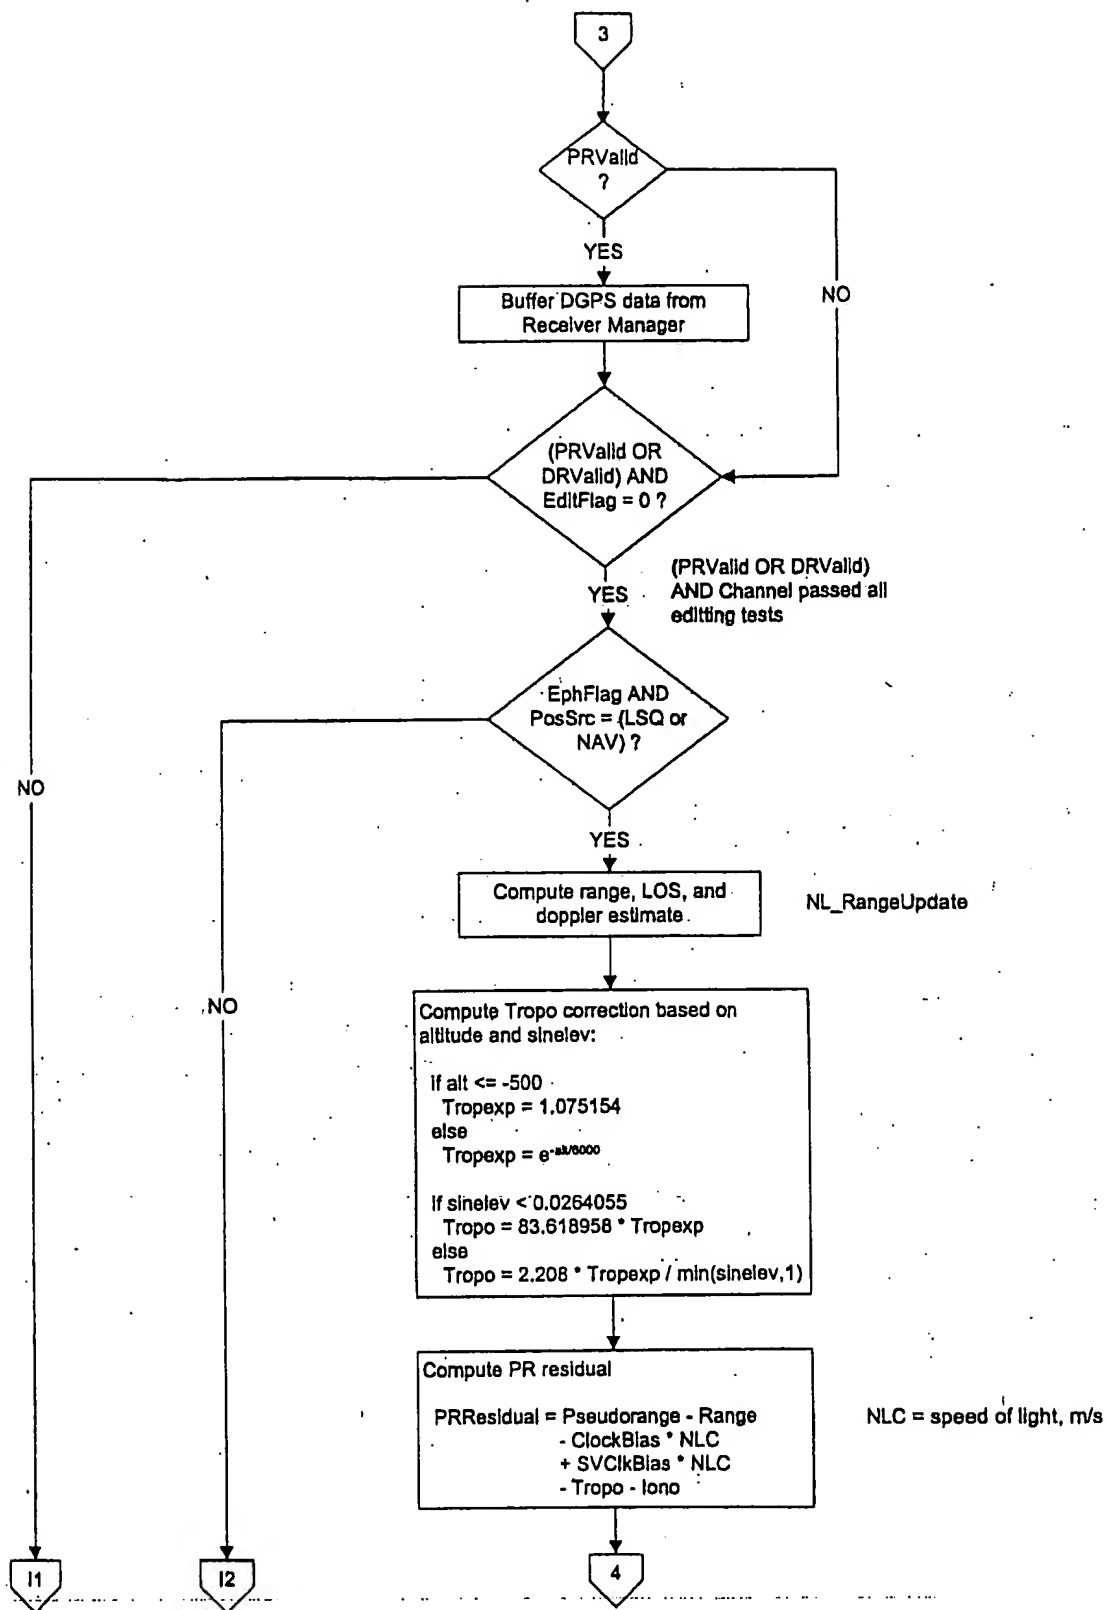 3
PRValid
?
YES
NO
Buffer DGPS data from
Receiver Manager
(PRValid OR
DRValid) AND
EditFlag = 0 ?
(PRValid OR DRValid)
AND Channel passed all
editting tests
YES
EphFlag AND
PosSrc = (LSQ or
NAV) ?
NO
YES
Compute range, LOS, and
doppler estimate
NL_RangeUpdate
NO
Compute Tropo correction based on
altitude and sinelev:
if alt <= -500
Tropexp = 1.075154
else
Tropexp = e^-alt/6000
if sinelev < 0.0264055
Tropo = 83.618958 * Tropexp
else
Tropo = 2.208 * Tropexp / min(sinelev,1)
Compute PR residual
PRResidual = Pseudorange - Range
- ClockBias * NLC
+ SVClkBias * NLC
- Tropo - Iono
NLC = speed of light, m/s
I1
I2
4